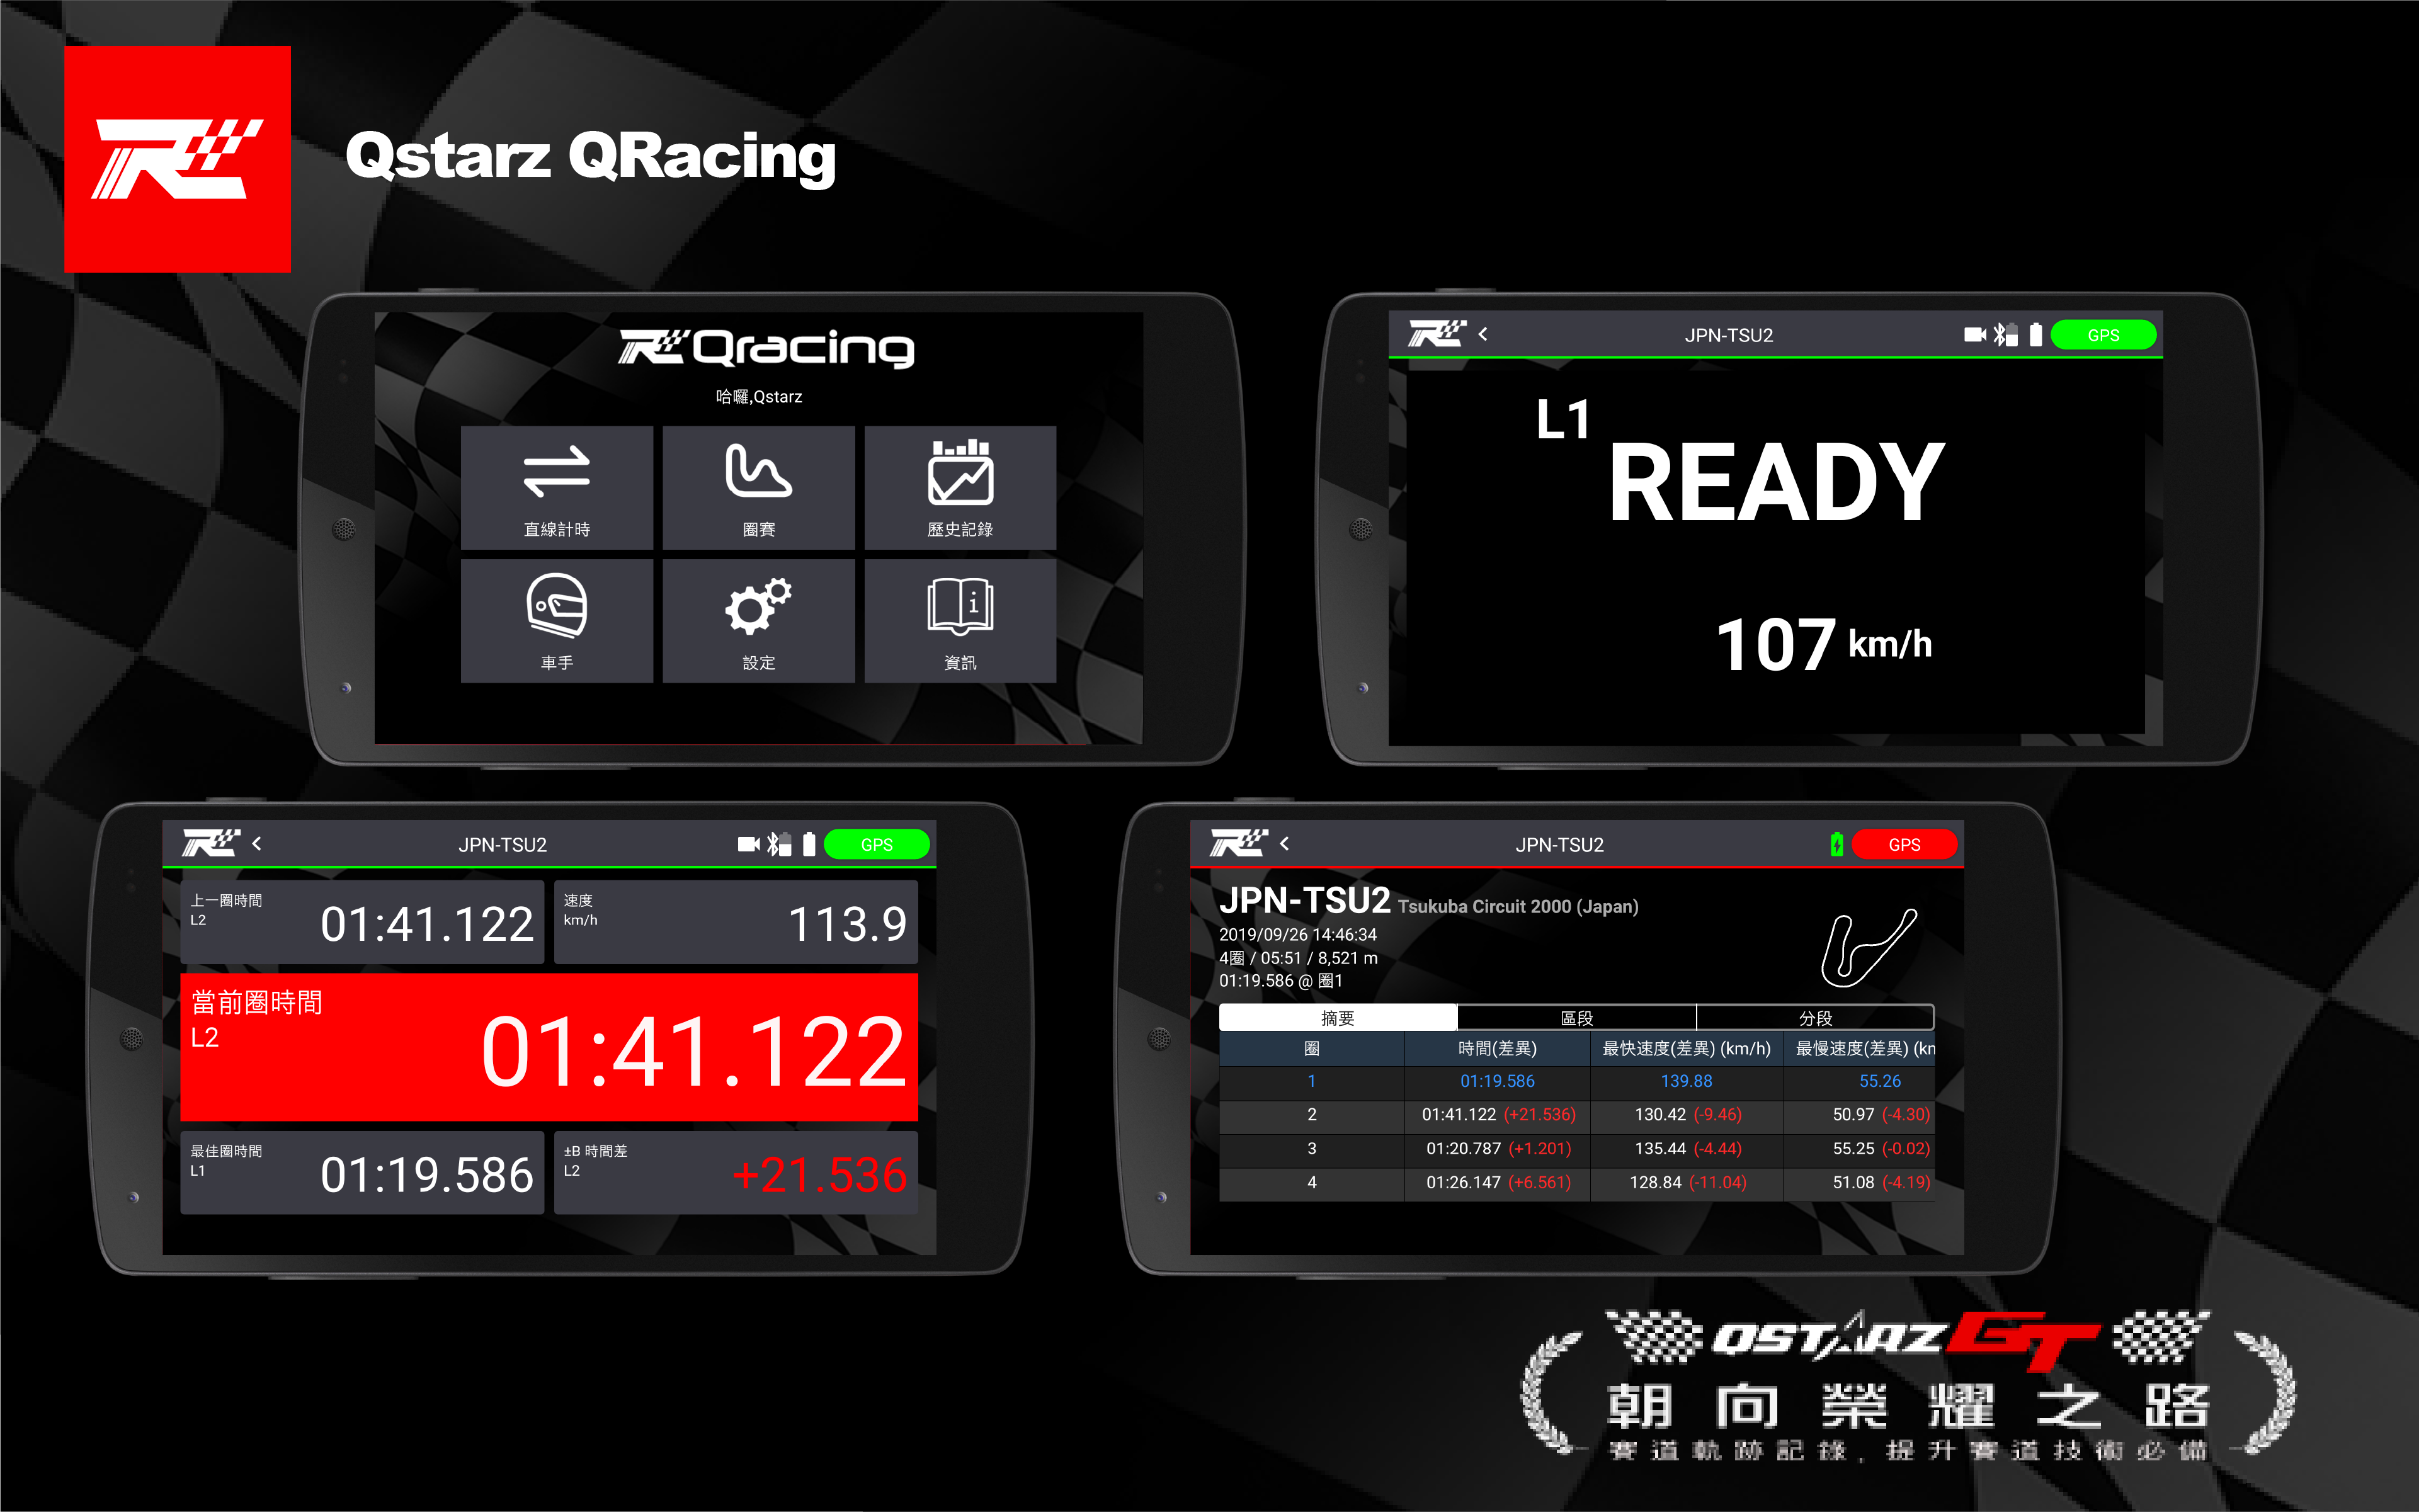 Qstarz QRacing
Qracing
哈囉,Qstarz
直線計時
圈賽
歷史記錄
車手
設定
資訊
JPN-TSU2
GPS
L1
READY
107 km/h
JPN-TSU2
GPS
上一圈時間
L2
01:41.122
速度
km/h
113.9
當前圈時間
L2
01:41.122
最佳圈時間
L1
01:19.586
±B 時間差
L2
+21.536
JPN-TSU2
GPS
JPN-TSU2 Tsukuba Circuit 2000 (Japan)
2019/09/26 14:46:34
4圈 / 05:51 / 8,521 m
01:19.586 @ 圈1
摘要 區段 分段
圈 時間(差異) 最快速度(差異) (km/h) 最慢速度(差異) (kn
1 01:19.586 139.88 55.26
2 01:41.122 (+21.536) 130.42 (-9.46) 50.97 (-4.30)
3 01:20.787 (+1.201) 135.44 (-4.44) 55.25 (-0.02)
4 01:26.147 (+6.561) 128.84 (-11.04) 51.08 (-4.19)
QSTARZ GT
朝向榮耀之路
賽道軌跡記錄，提升賽道技術必備